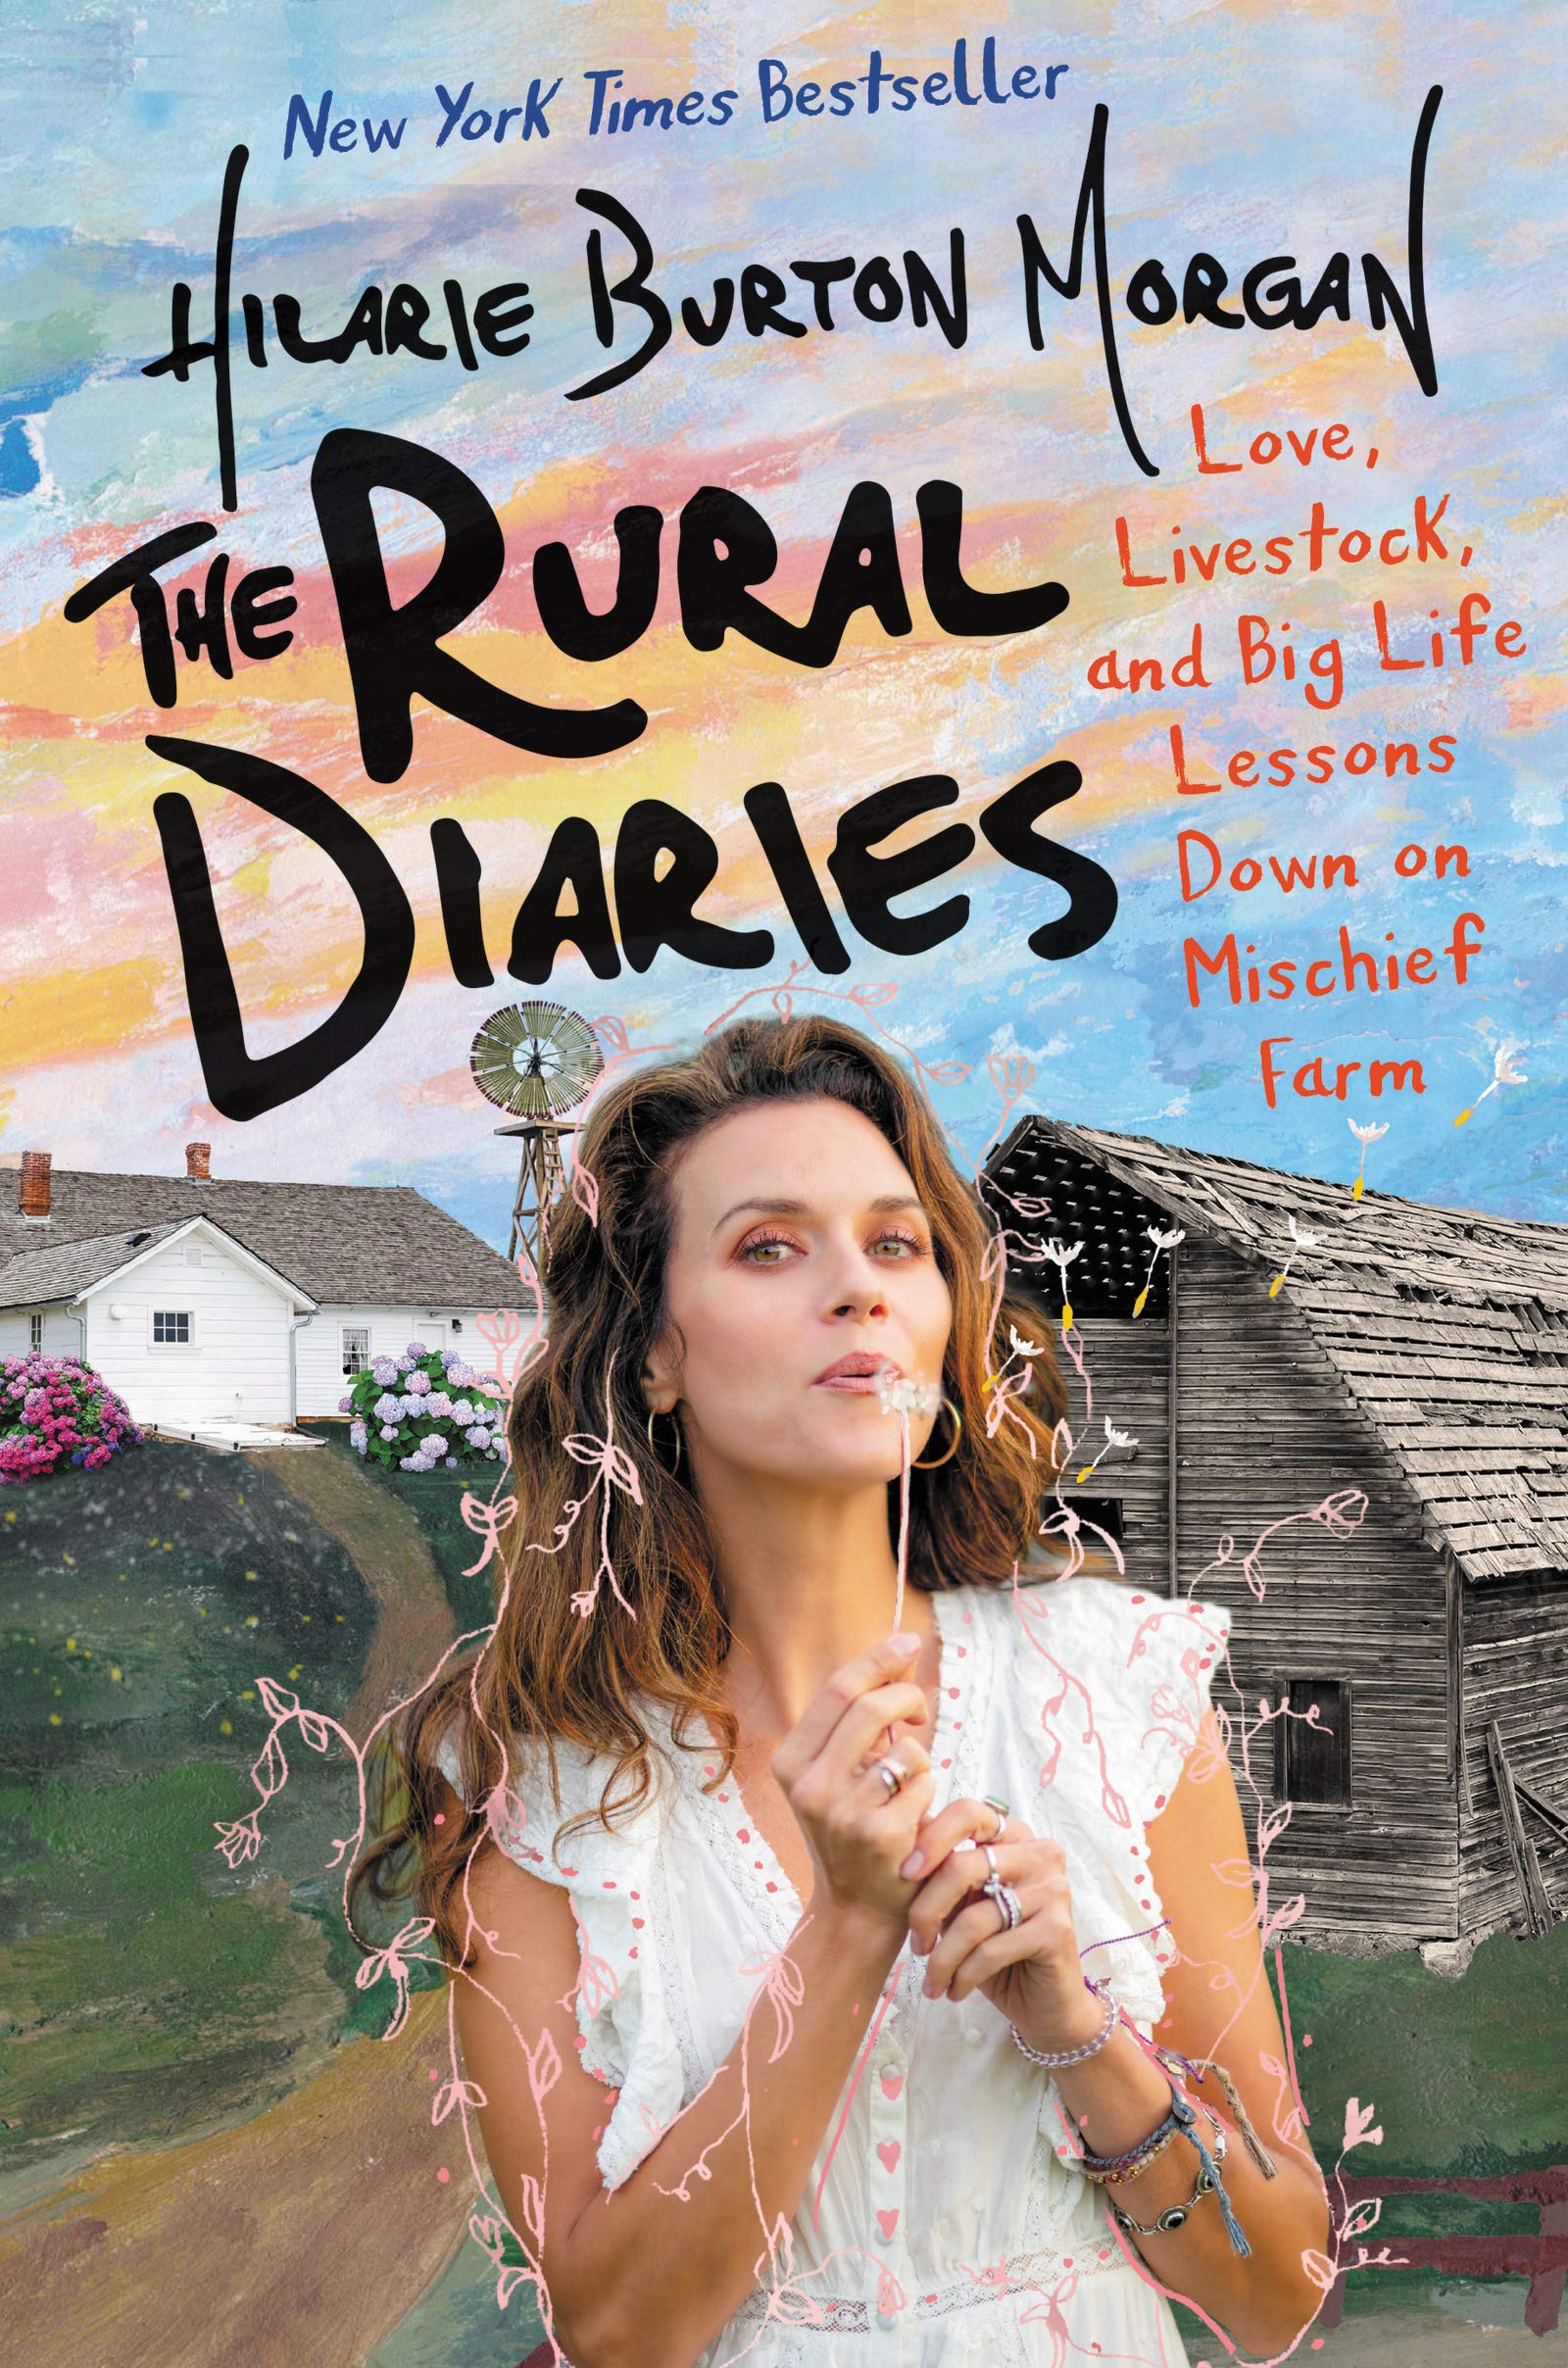 New York Times Bestseller
HILARIE BURTON MORGAN
THE RURAL
DIARIES
Love,
Livestock,
and Big Life
Lessons
Down on
Mischief
Farm